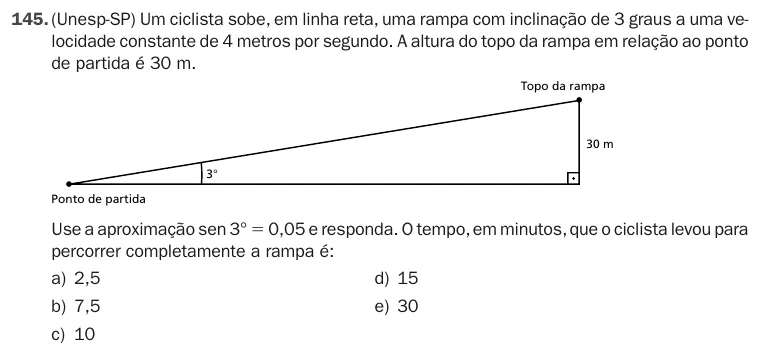 145. (Unesp-SP) Um ciclista sobe, em linha reta, uma rampa com inclinação de 3 graus a uma ve-
locidade constante de 4 metros por segundo. A altura do topo da rampa em relação ao ponto
de partida é 30 m.
Topo da rampa
30 m
3°
Ponto de partida
Use a aproximação sen 3° = 0,05 e responda. O tempo, em minutos, que o ciclista levou para
percorrer completamente a rampa é:
a) 2,5
b) 7,5
c) 10
d) 15
e) 30